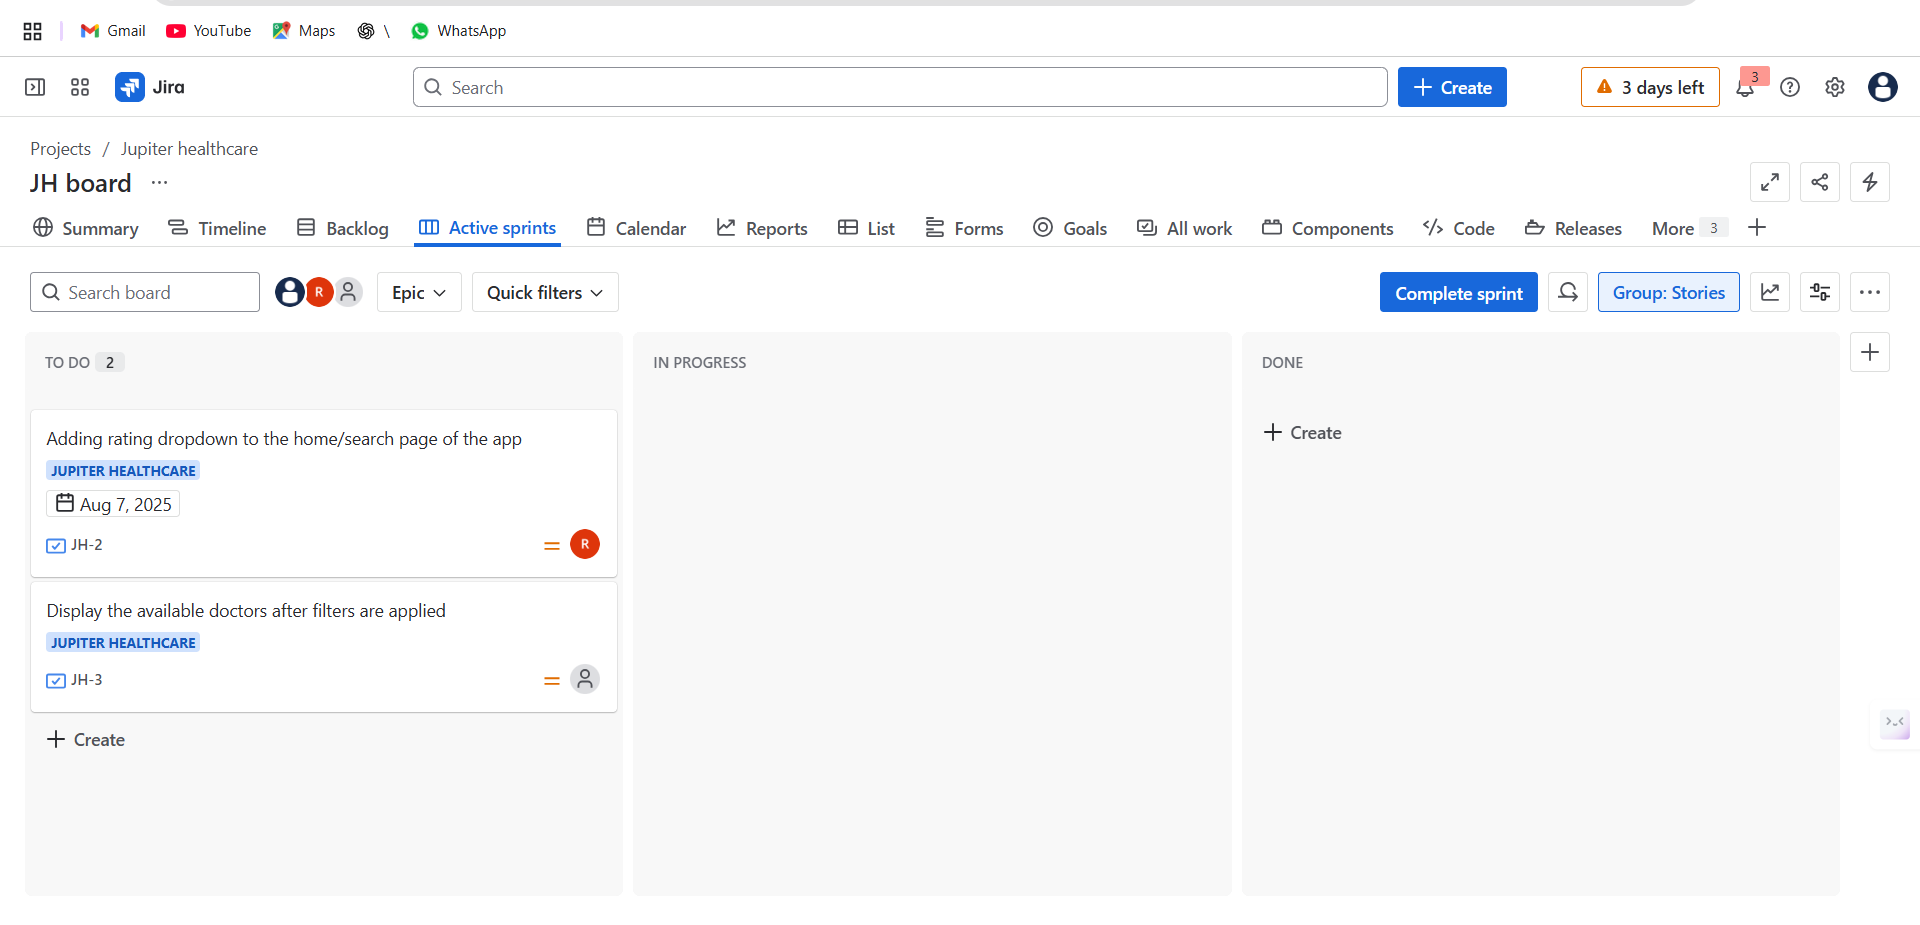 Gmail YouTube Maps \ WhatsApp
Jira Search Create 3 days left 3
Projects / Jupiter healthcare
JH board ...
Summary Timeline Backlog Active sprints Calendar Reports List Forms Goals All work Components Code Releases More 3
Search board R Epic Quick filters Complete sprint Group: Stories
TO DO 2
Adding rating dropdown to the home/search page of the app
JUPITER HEALTHCARE
Aug 7, 2025
JH-2 R
Display the available doctors after filters are applied
JUPITER HEALTHCARE
JH-3
Create
IN PROGRESS
DONE
Create